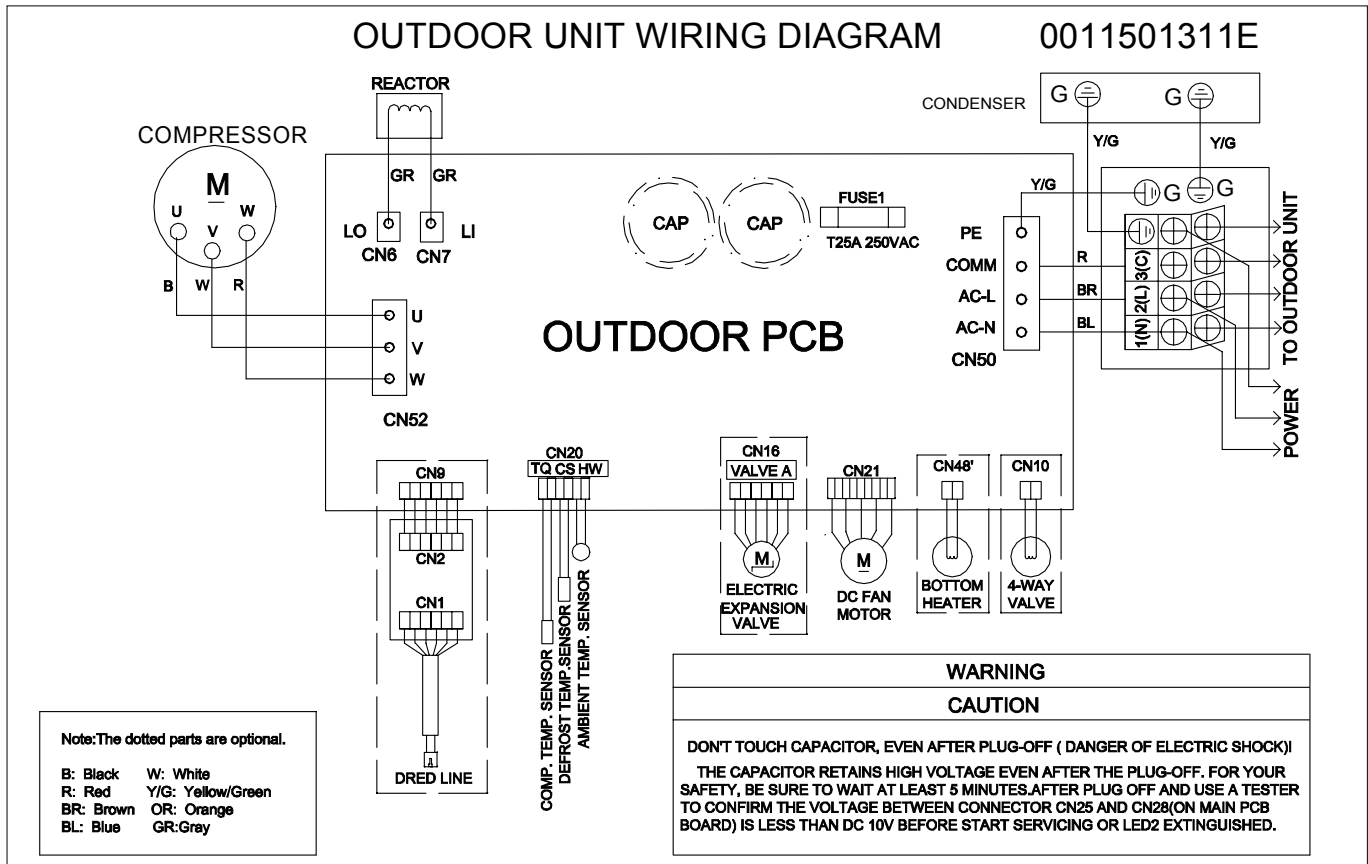 OUTDOOR UNIT WIRING DIAGRAM 0011501311E
REACTOR
COMPRESSOR
M
U V W
B W R
GR GR
LO LI
CN6 CN7
U
V
W
CN52
CAP CAP
FUSE1
T25A 250VAC
OUTDOOR PCB
CONDENSER G G
Y/G Y/G
Y/G G G
PE
COMM R 3(C)
AC-L BR 2(L)
AC-N BL 1(N)
CN50
TO OUTDOOR UNIT
POWER
CN9
CN2
CN1
DRED LINE
CN20
TQ CS HW
COMP. TEMP. SENSOR
DEFROST TEMP.SENSOR
AMBIENT TEMP. SENSOR
CN16
VALVE A
M
ELECTRIC
EXPANSION
VALVE
CN21
M
DC FAN
MOTOR
CN48'
BOTTOM
HEATER
CN10
4-WAY
VALVE
Note:The dotted parts are optional.
B: Black W: White
R: Red Y/G: Yellow/Green
BR: Brown OR: Orange
BL: Blue GR:Gray
WARNING
CAUTION
DON'T TOUCH CAPACITOR, EVEN AFTER PLUG-OFF ( DANGER OF ELECTRIC SHOCK)!
THE CAPACITOR RETAINS HIGH VOLTAGE EVEN AFTER THE PLUG-OFF. FOR YOUR
SAFETY, BE SURE TO WAIT AT LEAST 5 MINUTES.AFTER PLUG OFF AND USE A TESTER
TO CONFIRM THE VOLTAGE BETWEEN CONNECTOR CN25 AND CN28(ON MAIN PCB
BOARD) IS LESS THAN DC 10V BEFORE START SERVICING OR LED2 EXTINGUISHED.